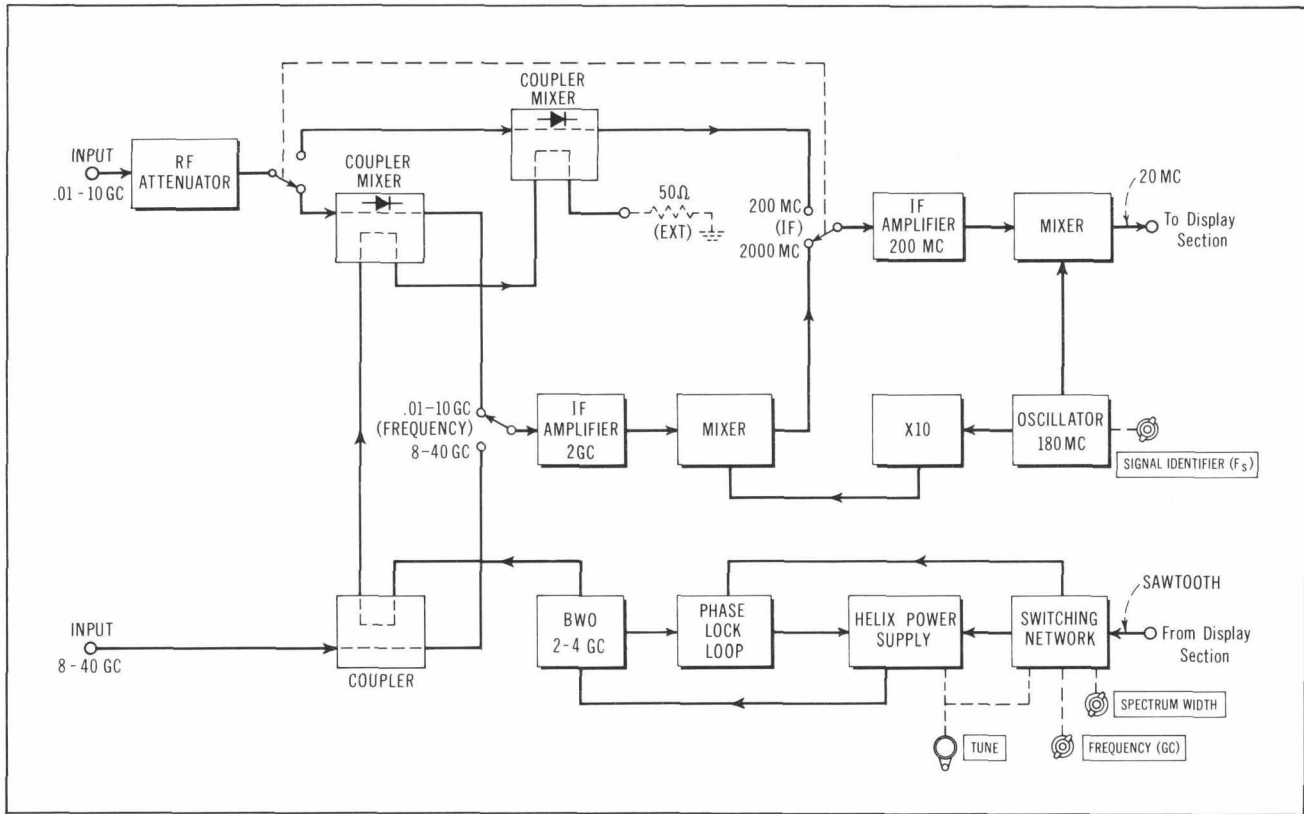 COUPLER
MIXER
INPUT
.01 - 10 GC
RF
ATTENUATOR
COUPLER
MIXER
50Ω
(EXT)
200 MC
(IF)
2000 MC
IF
AMPLIFIER
200 MC
MIXER
20 MC
To Display
Section
.01-10 GC
(FREQUENCY)
8-40 GC
IF
AMPLIFIER
2GC
MIXER
X10
OSCILLATOR
180 MC
SIGNAL IDENTIFIER (FS)
INPUT
8 - 40 GC
COUPLER
BWO
2-4 GC
PHASE
LOCK
LOOP
HELIX POWER
SUPPLY
SWITCHING
NETWORK
SAWTOOTH
From Display
Section
SPECTRUM WIDTH
TUNE
FREQUENCY (GC)